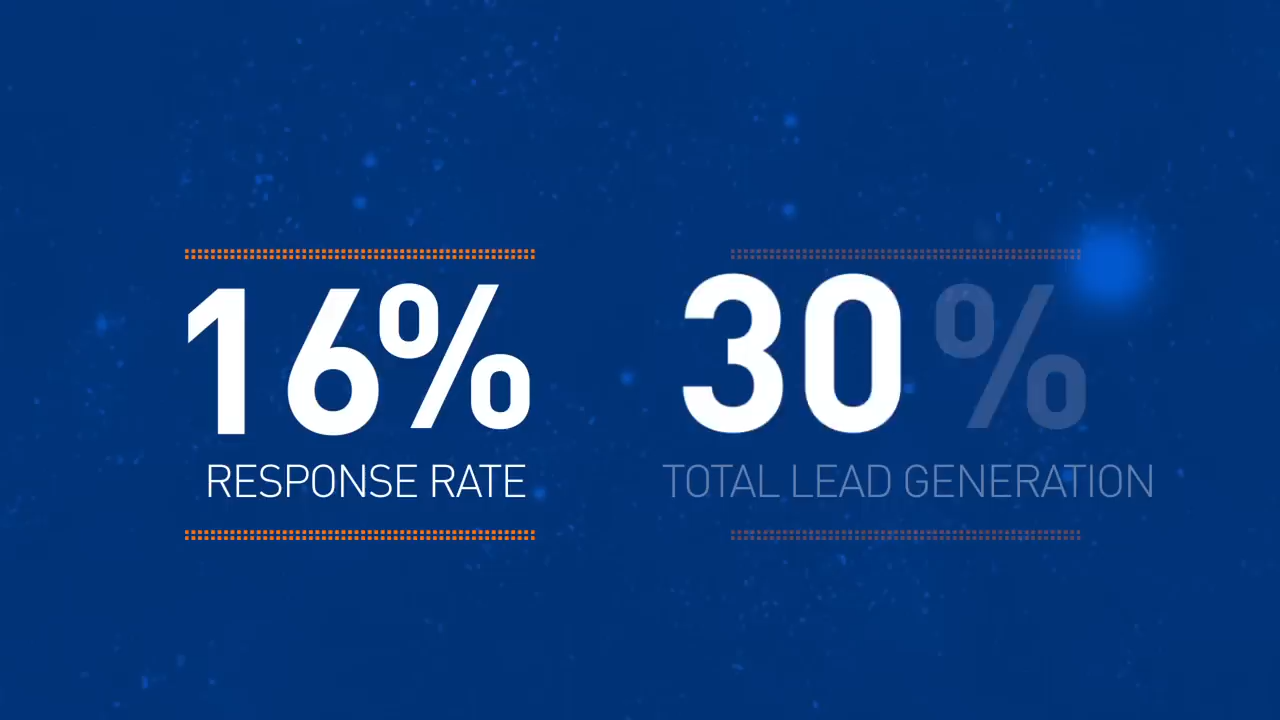 16%
RESPONSE RATE
30%
TOTAL LEAD GENERATION